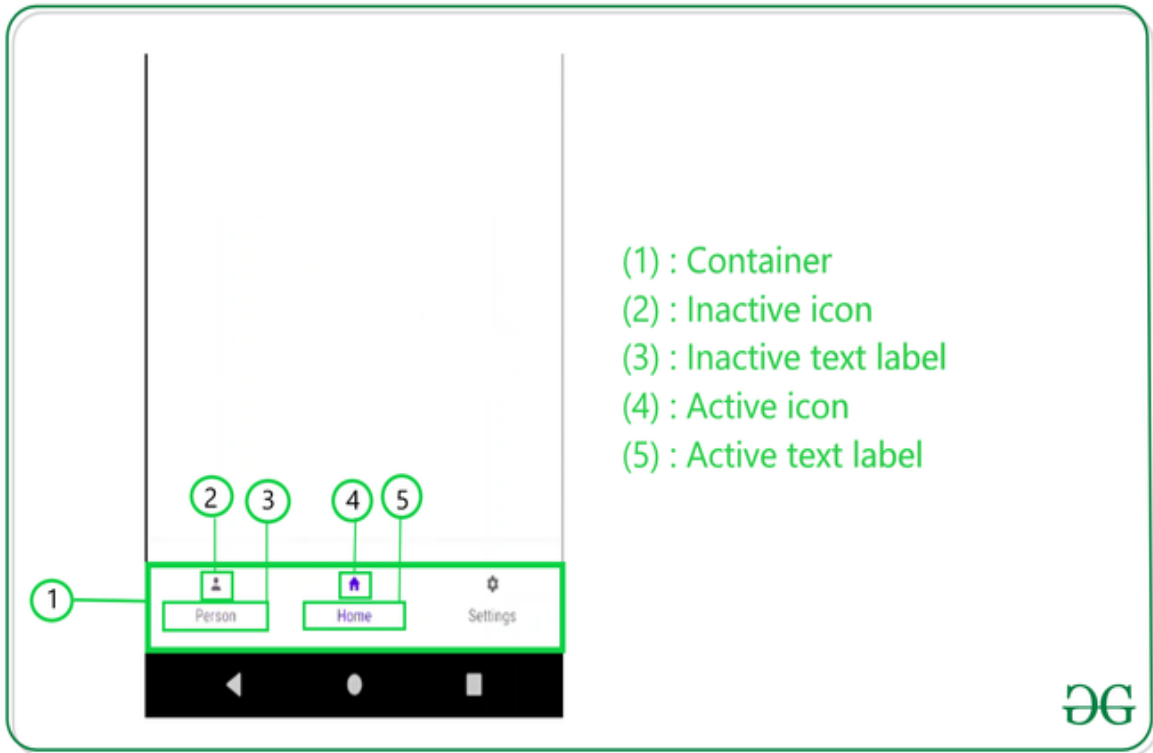 (1) : Container
(2) : Inactive icon
(3) : Inactive text label
(4) : Active icon
(5) : Active text label
2 3 4 5
1
Person Home Settings
GG